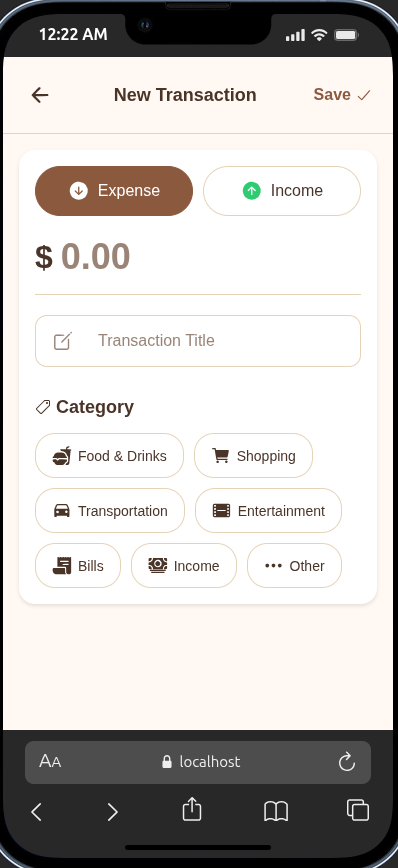 12:22 AM
New Transaction
Save
Expense
Income
$ 0.00
Transaction Title
Category
Food & Drinks
Shopping
Transportation
Entertainment
Bills
Income
Other
AA
localhost